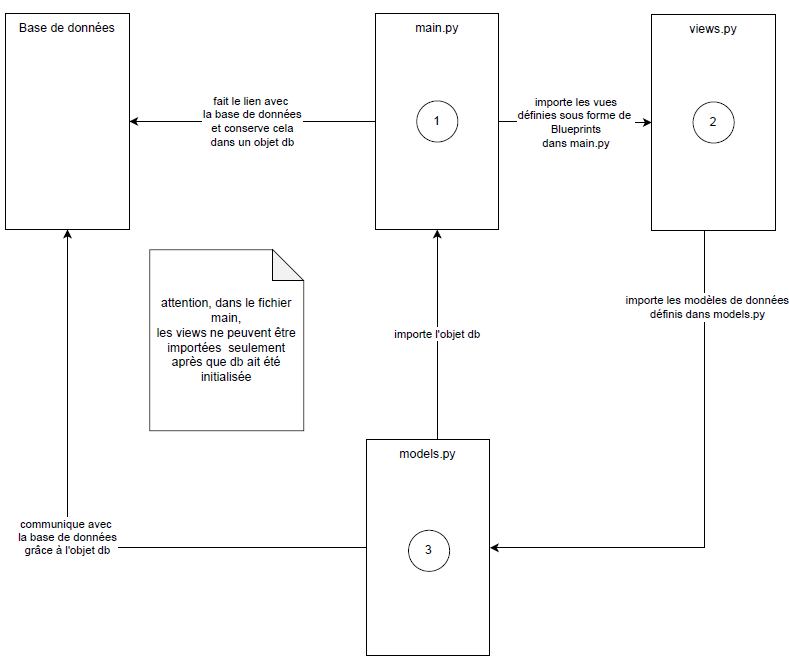 Base de données
main.py
views.py
fait le lien avec
la base de données
et conserve cela
dans un objet db
1
importe les vues
définies sous forme de
Blueprints
dans main.py
2
attention, dans le fichier
main,
les views ne peuvent être
importées seulement
après que db ait été
initialisée
importe l'objet db
importe les modèles de données
définis dans models.py
models.py
3
communique avec
la base de données
grâce à l'objet db